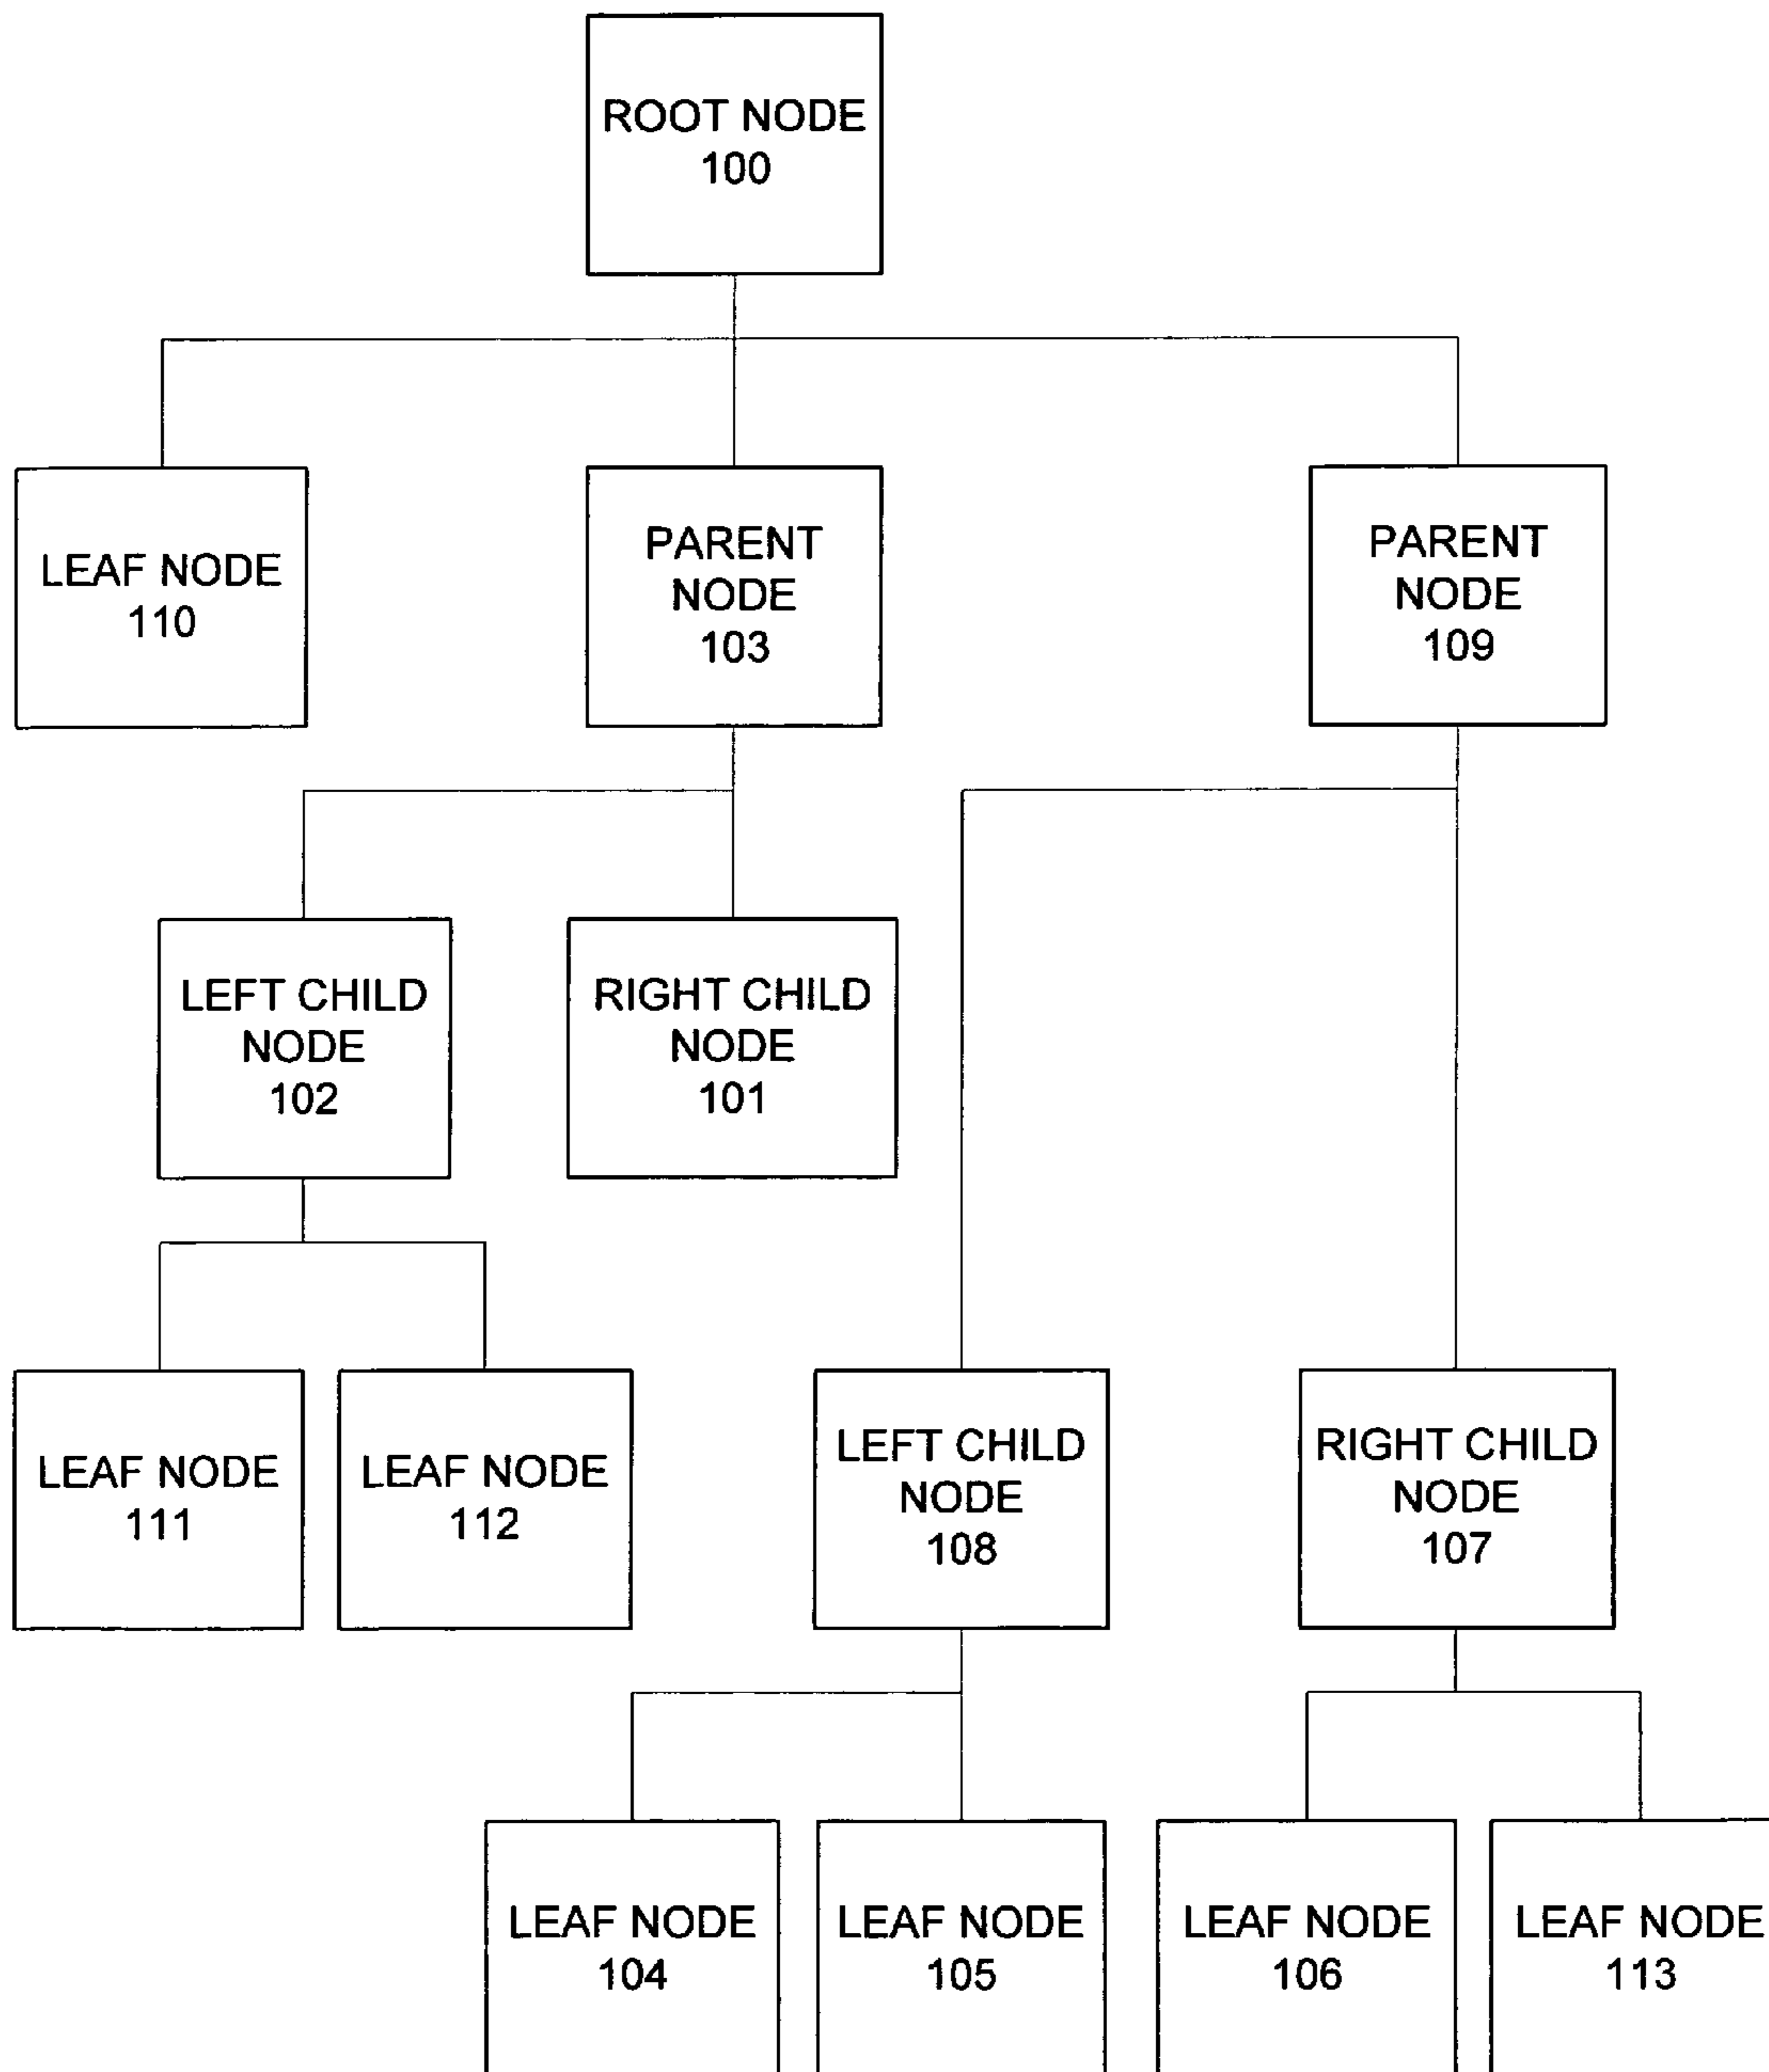 ROOT NODE
100
LEAF NODE
110
PARENT
NODE
103
PARENT
NODE
109
LEFT CHILD
NODE
102
RIGHT CHILD
NODE
101
LEAF NODE
111
LEAF NODE
112
LEFT CHILD
NODE
108
RIGHT CHILD
NODE
107
LEAF NODE
104
LEAF NODE
105
LEAF NODE
106
LEAF NODE
113